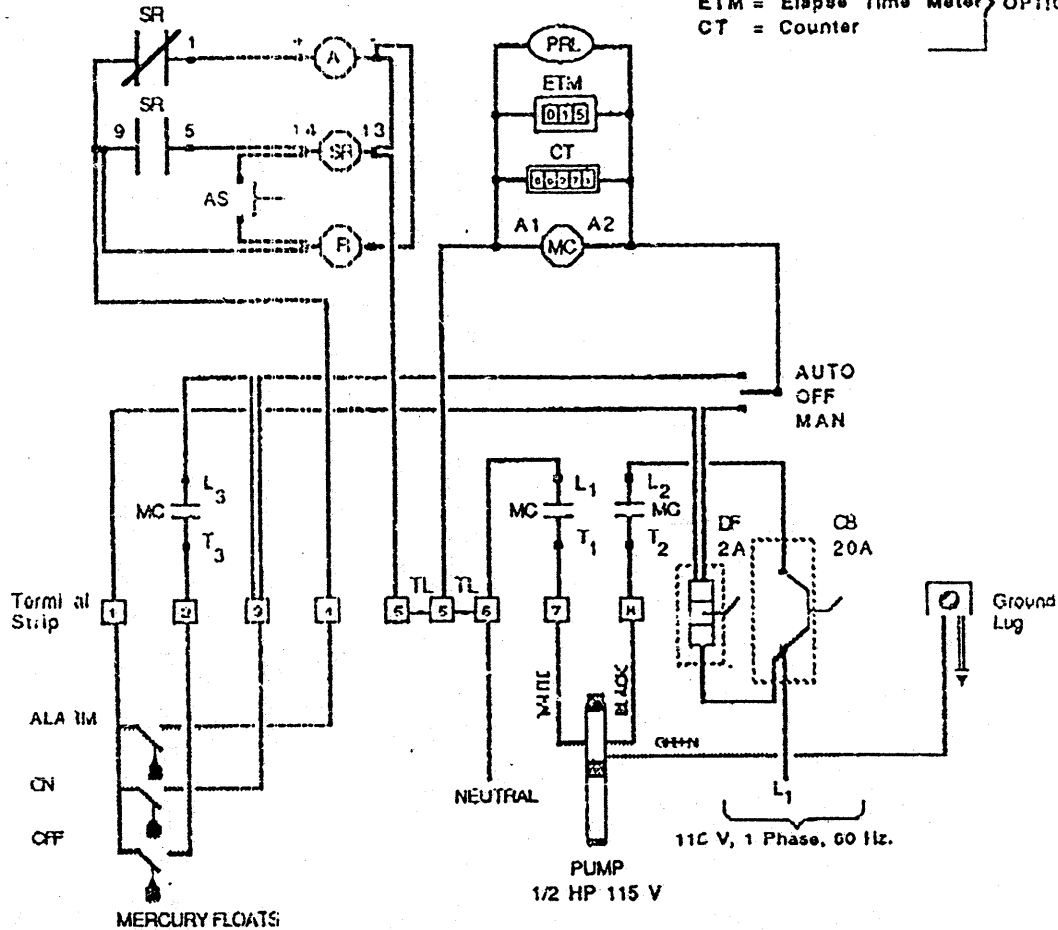 ETM = Elapse Time Meter
CT = Counter
PRL
SR
1
A
ETM
015
SR
9
5
14
13
SR
CT
AS
A1
A2
MC
R
AUTO
OFF
MAN
L3
MC
T3
L1
MC
T1
L2
MC
T2
DF
2A
CB
20A
TL
TL
Strip
1
2
3
4
5
5
6
7
8
Ground
Lug
WHITE
BLACK
ALARM
ON
OFF
NEUTRAL
L1
1 Phase, 60 Hz.
PUMP
1/2 HP 115 V
MERCURY FLOATS